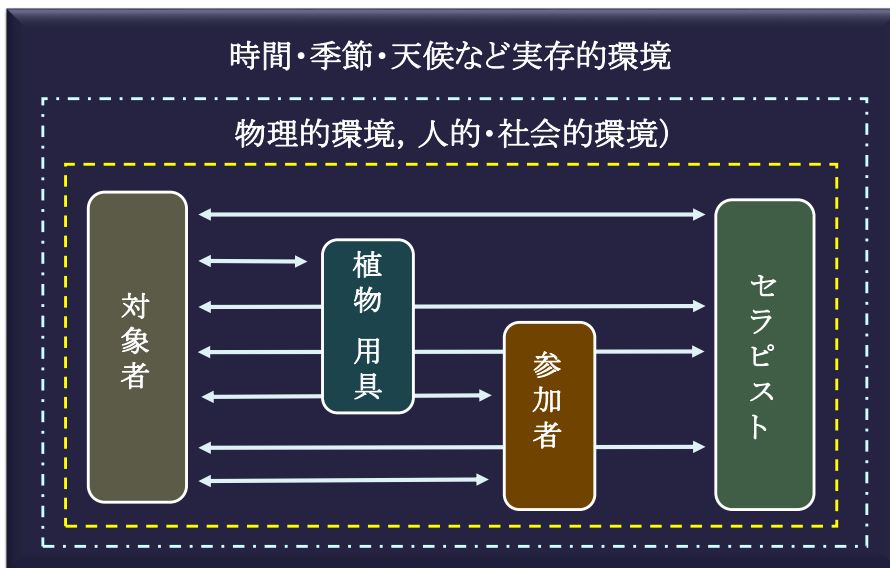 時間・季節・天候など実存的環境
物理的環境, 人的・社会的環境）
対象者
植物 用具
参加者
セラピスト